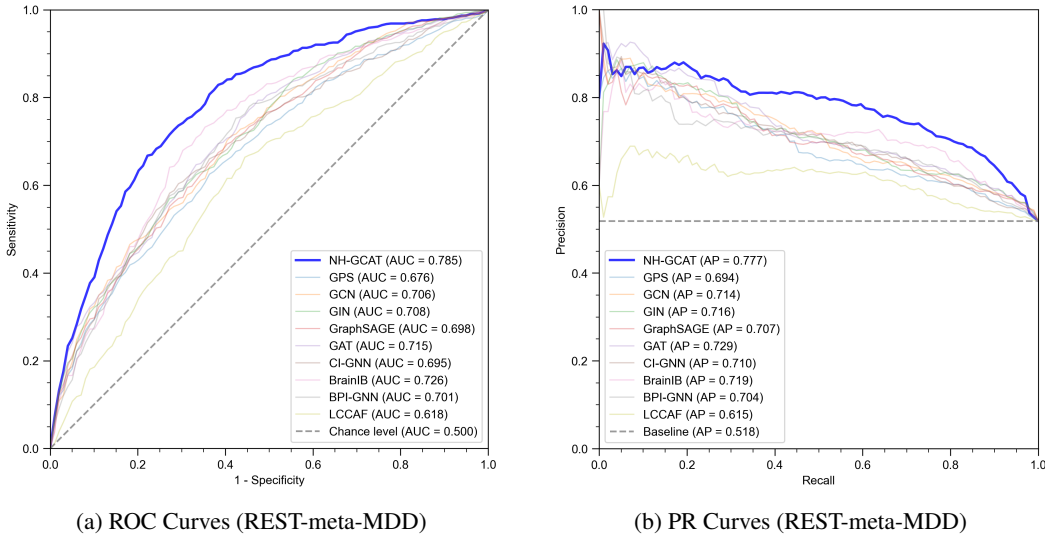 1.0
0.8
0.6
0.4
0.2
0.0
Sensitivity
0.0 0.2 0.4 0.6 0.8 1.0
1 - Specificity
NH-GCAT (AUC = 0.785)
GPS (AUC = 0.676)
GCN (AUC = 0.706)
GIN (AUC = 0.708)
GraphSAGE (AUC = 0.698)
GAT (AUC = 0.715)
CI-GNN (AUC = 0.695)
BrainIB (AUC = 0.726)
BPI-GNN (AUC = 0.701)
LCCAF (AUC = 0.618)
Chance level (AUC = 0.500)
(a) ROC Curves (REST-meta-MDD)
1.0
0.8
0.6
0.4
0.2
0.0
Precision
0.0 0.2 0.4 0.6 0.8 1.0
Recall
NH-GCAT (AP = 0.777)
GPS (AP = 0.694)
GCN (AP = 0.714)
GIN (AP = 0.716)
GraphSAGE (AP = 0.707)
GAT (AP = 0.729)
CI-GNN (AP = 0.710)
BrainIB (AP = 0.719)
BPI-GNN (AP = 0.704)
LCCAF (AP = 0.615)
Baseline (AP = 0.518)
(b) PR Curves (REST-meta-MDD)